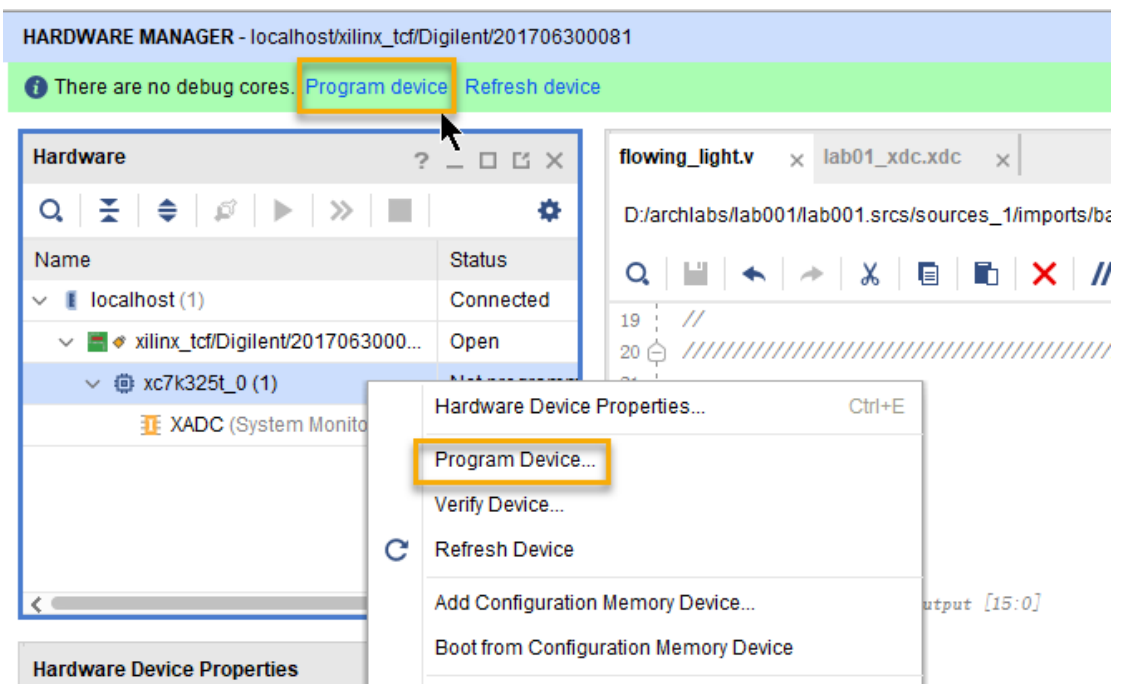 HARDWARE MANAGER - localhost/xilinx_tcf/Digilent/201706300081
There are no debug cores. Program device Refresh device
Hardware
?
flowing_light.v
lab01_xdc.xdc
D:/archlabs/lab001/lab001.srcs/sources_1/imports/ba
Name
Status
localhost (1)
Connected
xilinx_tcf/Digilent/2017063000...
Open
xc7k325t_0 (1)
XADC (System Monito
19 //
20 ////////////////////////////////////////////
Hardware Device Properties...
Ctrl+E
Program Device...
Verify Device...
Refresh Device
Add Configuration Memory Device...
utput [15:0]
Boot from Configuration Memory Device
Hardware Device Properties